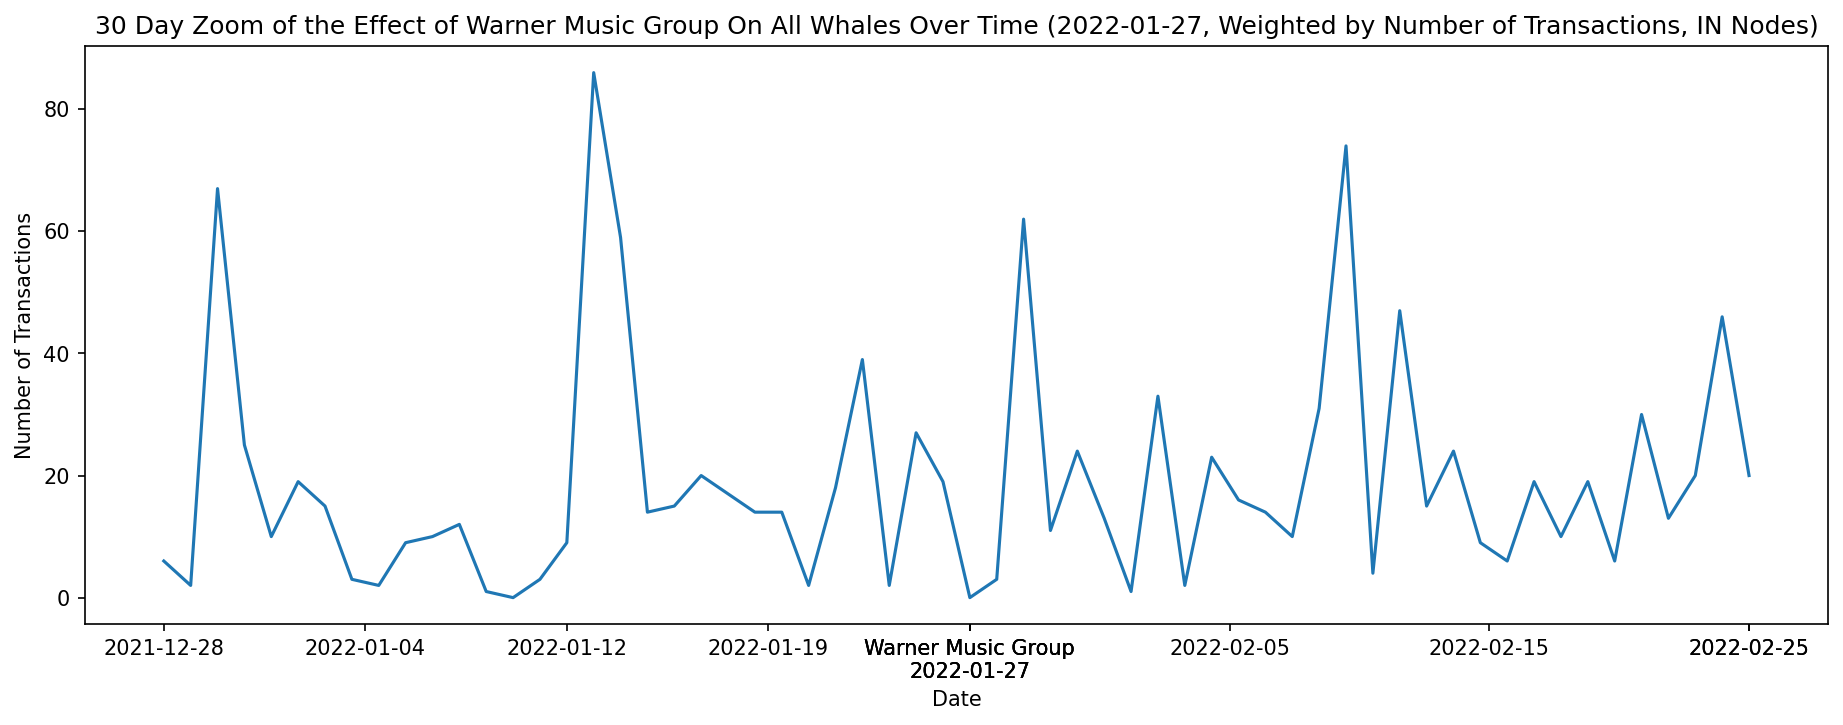 30 Day Zoom of the Effect of Warner Music Group On All Whales Over Time (2022-01-27, Weighted by Number of Transactions, IN Nodes)
Number of Transactions
80
60
40
20
0
2021-12-28 2022-01-04 2022-01-12 2022-01-19 Warner Music Group 2022-02-05 2022-02-15 2022-02-25
2022-01-27
Date